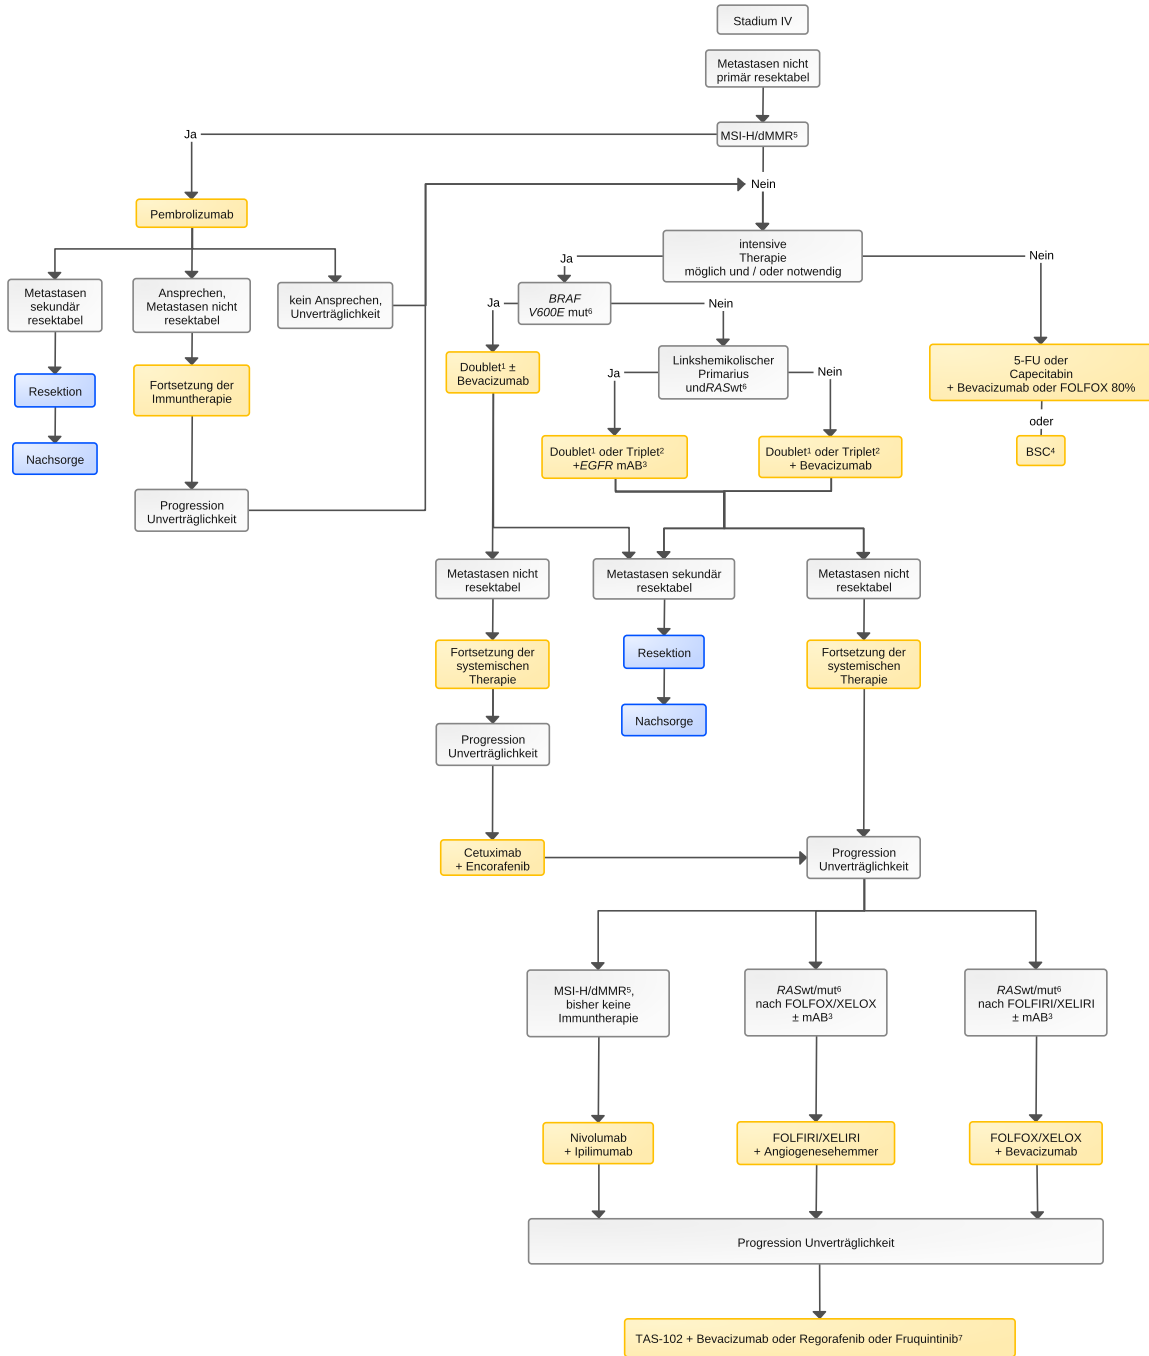 Stadium IV
Metastasen nicht
primär resektabel
MSI-H/dMMR⁵
Ja
Nein
Pembrolizumab
intensive
Therapie
möglich und / oder notwendig
Ja
Nein
Metastasen
sekundär
resektabel
Ansprechen,
Metastasen nicht
resektabel
kein Ansprechen,
Unverträglichkeit
BRAF
V600E mut⁶
Ja
Nein
Resektion
Nachsorge
Fortsetzung der
Immuntherapie
Progression
Unverträglichkeit
Doublet¹ ±
Bevacizumab
Linkshemikolischer
Primarius
undRASwt⁶
Ja
Nein
5-FU oder
Capecitabin
+ Bevacizumab oder FOLFOX 80%
oder
BSC⁴
Doublet¹ oder Triplet²
+EGFR mAB³
Doublet¹ oder Triplet²
+ Bevacizumab
Metastasen nicht
resektabel
Metastasen sekundär
resektabel
Metastasen nicht
resektabel
Fortsetzung der
systemischen
Therapie
Resektion
Nachsorge
Fortsetzung der
systemischen
Therapie
Progression
Unverträglichkeit
Cetuximab
+ Encorafenib
Progression
Unverträglichkeit
MSI-H/dMMR⁵,
bisher keine
Immuntherapie
RASwt/mut⁶
nach FOLFOX/XELOX
± mAB³
RASwt/mut⁶
nach FOLFIRI/XELIRI
± mAB³
Nivolumab
+ Ipilimumab
FOLFIRI/XELIRI
+ Angiogenesehemmer
FOLFOX/XELOX
+ Bevacizumab
Progression Unverträglichkeit
TAS-102 + Bevacizumab oder Regorafenib oder Fruquintinib⁷